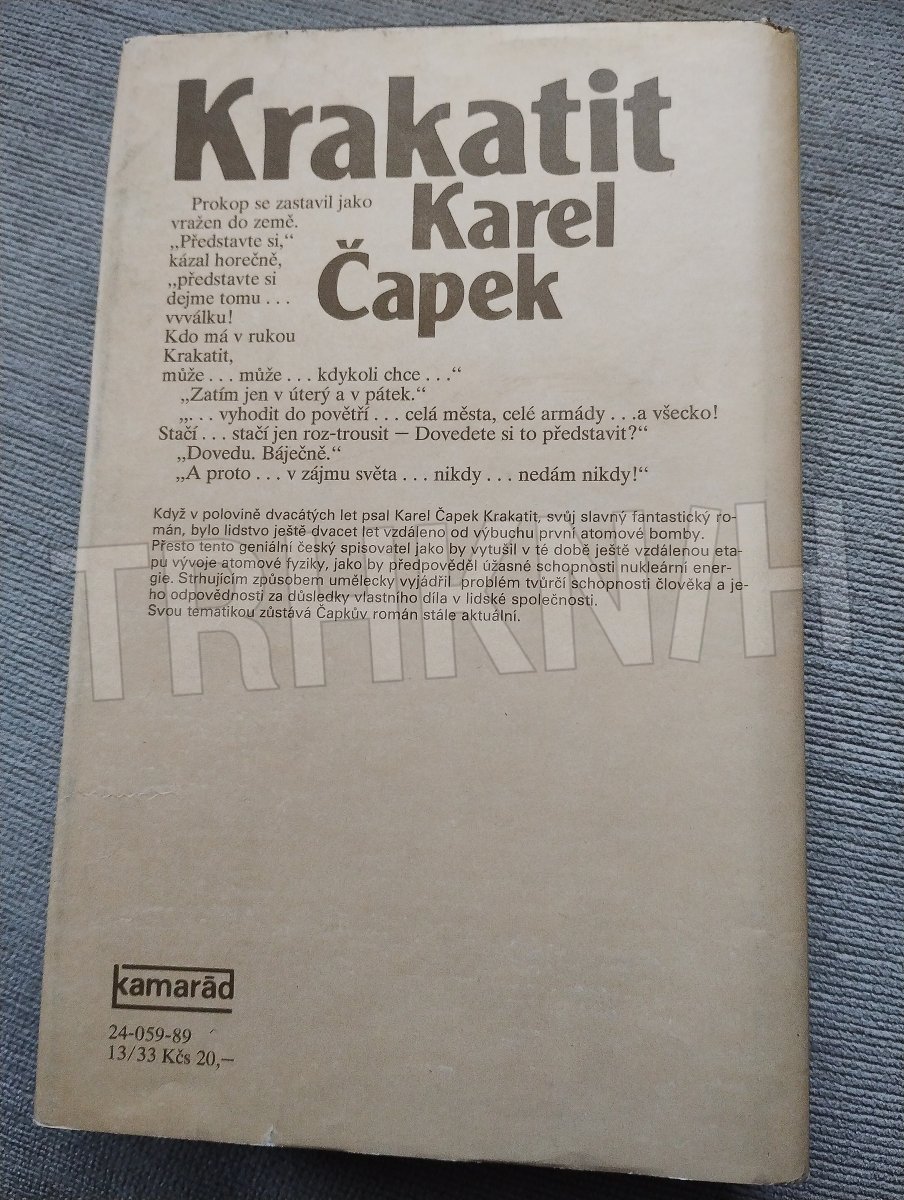 Krakatit
Karel
Čapek
Prokop se zastavil jako
vražen do země.
„Představte si,“
kázal horečně,
„představte si
dejme tomu . . .
vvválku!
Kdo má v rukou
Krakatit,
může . . . může . . . kdykoli chce . . .“
„Zatím jen v úterý a v pátek.“
„. . . vyhodit do povětří . . . celá města, celé armády . . .a všecko!
Stačí . . . stačí jen roz-trousit — Dovedete si to představit?“
„Dovedu. Báječně.“
„A proto . . . v zájmu světa . . . nikdy . . . nedám nikdy!“
Když v polovině dvacátých let psal Karel Čapek Krakatit, svůj slavný fantastický ro-
mán, bylo lidstvo ještě dvacet let vzdáleno od výbuchu první atomové bomby.
Přesto tento geniální český spisovatel jako by vytušil v té době ještě vzdálenou eta-
pu vývoje atomové fyziky, jako by předpověděl úžasné schopnosti nukleární ener-
gie. Strhujícím způsobem umělecky vyjádřil problém tvůrčí schopnosti člověka a je-
ho odpovědnosti za důsledky vlastního díla v lidské společnosti.
Svou tematikou zůstává Čapkův román stále aktuální.
kamarád
24-059-89
13/33 Kčs 20,–